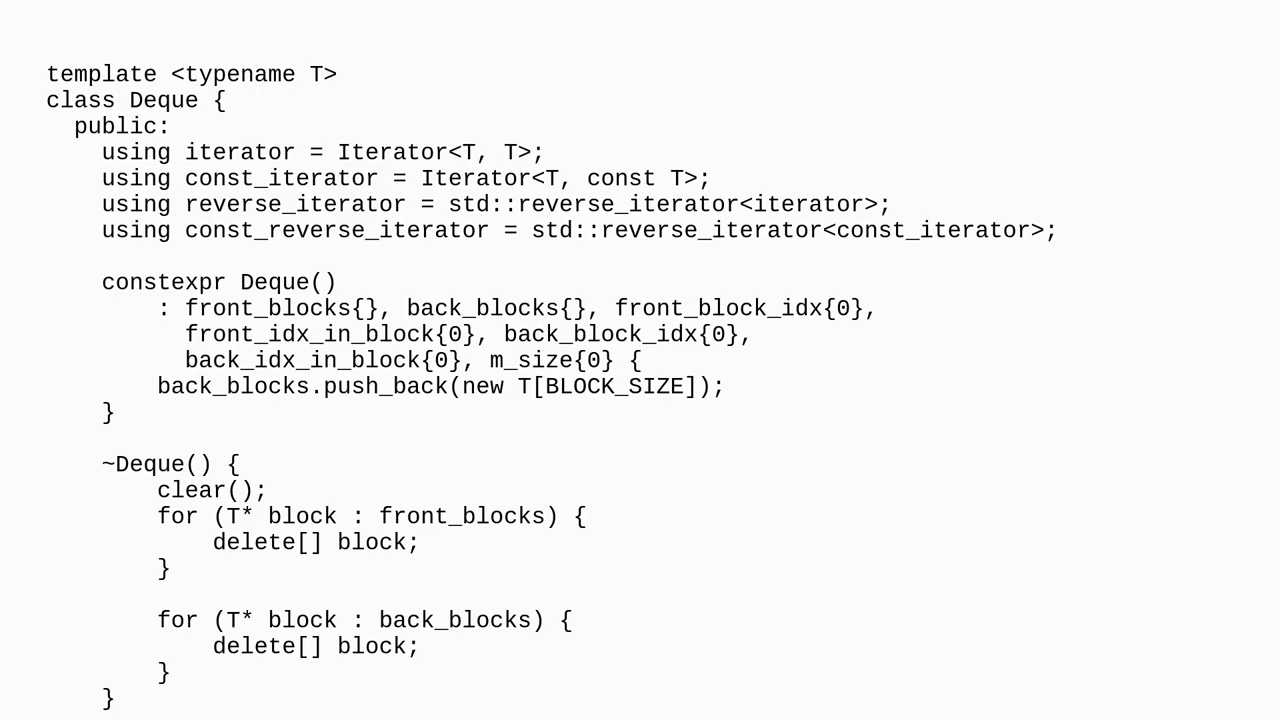 template <typename T>
class Deque {
  public:
    using iterator = Iterator<T, T>;
    using const_iterator = Iterator<T, const T>;
    using reverse_iterator = std::reverse_iterator<iterator>;
    using const_reverse_iterator = std::reverse_iterator<const_iterator>;

    constexpr Deque()
        : front_blocks{}, back_blocks{}, front_block_idx{0},
          front_idx_in_block{0}, back_block_idx{0},
          back_idx_in_block{0}, m_size{0} {
        back_blocks.push_back(new T[BLOCK_SIZE]);
    }

    ~Deque() {
        clear();
        for (T* block : front_blocks) {
            delete[] block;
        }

        for (T* block : back_blocks) {
            delete[] block;
        }
    }